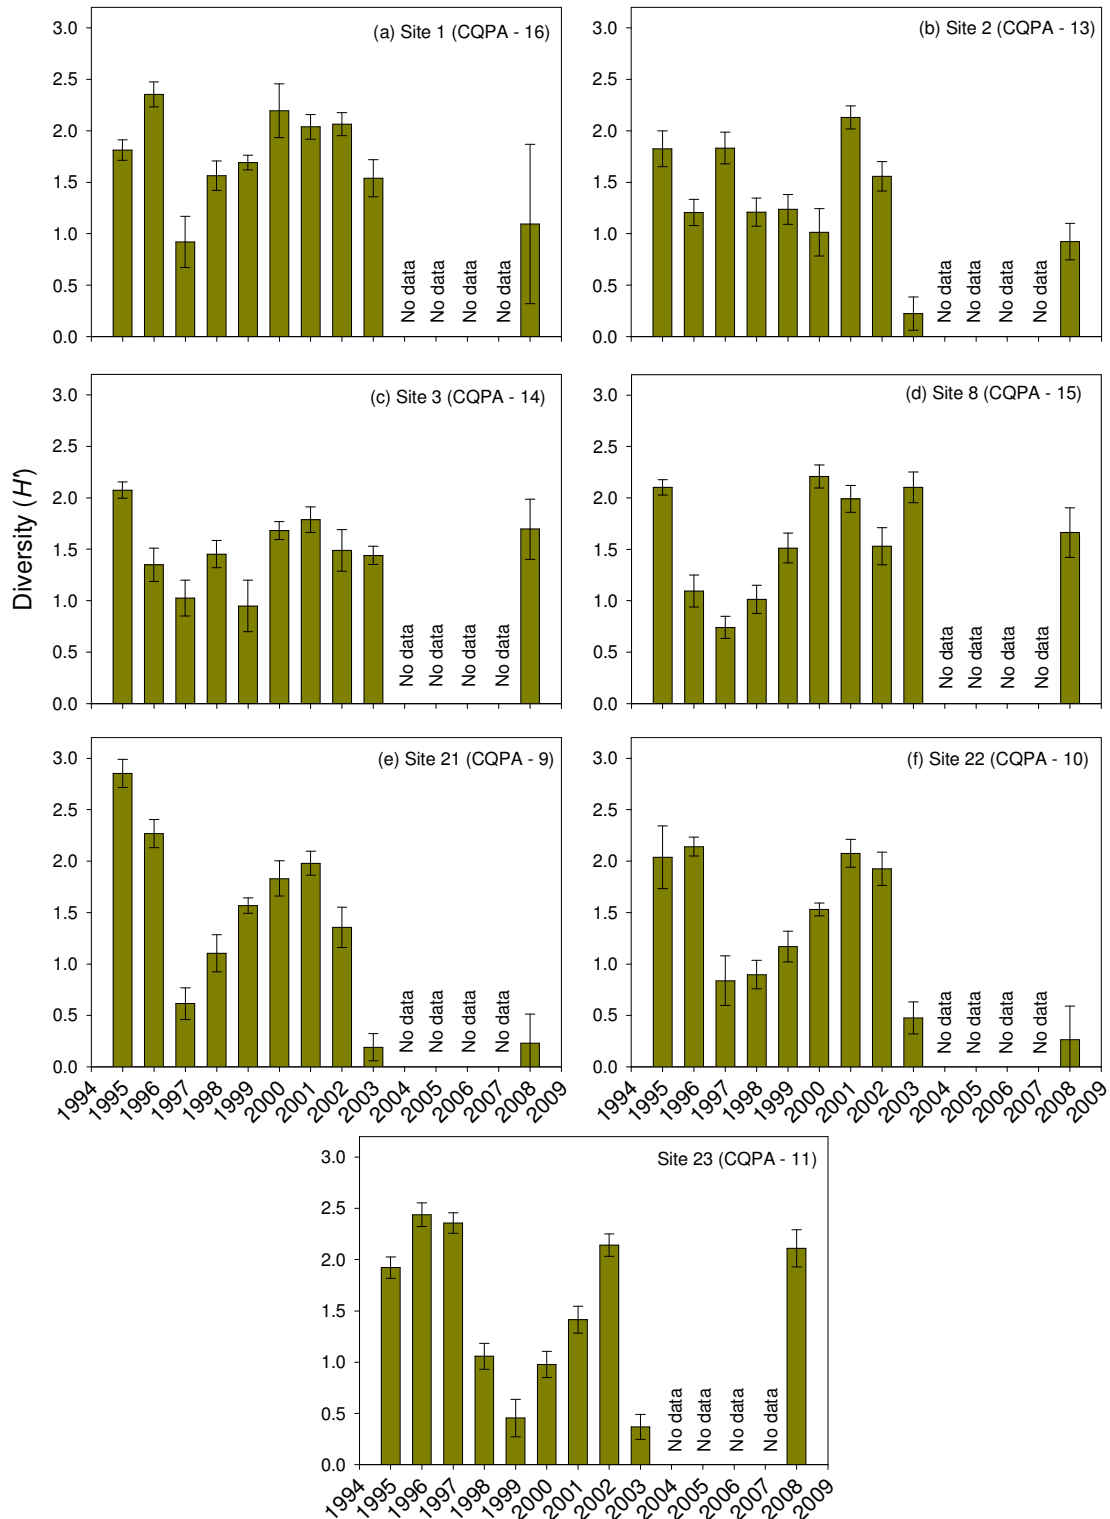 (a) Site 1 (CQPA - 16)
3.0
2.5
2.0
1.5
1.0
0.5
0.0
No data
No data
No data
No data
(b) Site 2 (CQPA - 13)
3.0
2.5
2.0
1.5
1.0
0.5
0.0
No data
No data
No data
No data
Diversity (H')
(c) Site 3 (CQPA - 14)
3.0
2.5
2.0
1.5
1.0
0.5
0.0
No data
No data
No data
No data
(d) Site 8 (CQPA - 15)
3.0
2.5
2.0
1.5
1.0
0.5
0.0
No data
No data
No data
No data
(e) Site 21 (CQPA - 9)
3.0
2.5
2.0
1.5
1.0
0.5
0.0
No data
No data
No data
No data
1994 1995 1996 1997 1998 1999 2000 2001 2002 2003 2004 2005 2006 2007 2008 2009
(f) Site 22 (CQPA - 10)
3.0
2.5
2.0
1.5
1.0
0.5
0.0
No data
No data
No data
No data
1994 1995 1996 1997 1998 1999 2000 2001 2002 2003 2004 2005 2006 2007 2008 2009
Site 23 (CQPA - 11)
3.0
2.5
2.0
1.5
1.0
0.5
0.0
No data
No data
No data
No data
1994 1995 1996 1997 1998 1999 2000 2001 2002 2003 2004 2005 2006 2007 2008 2009